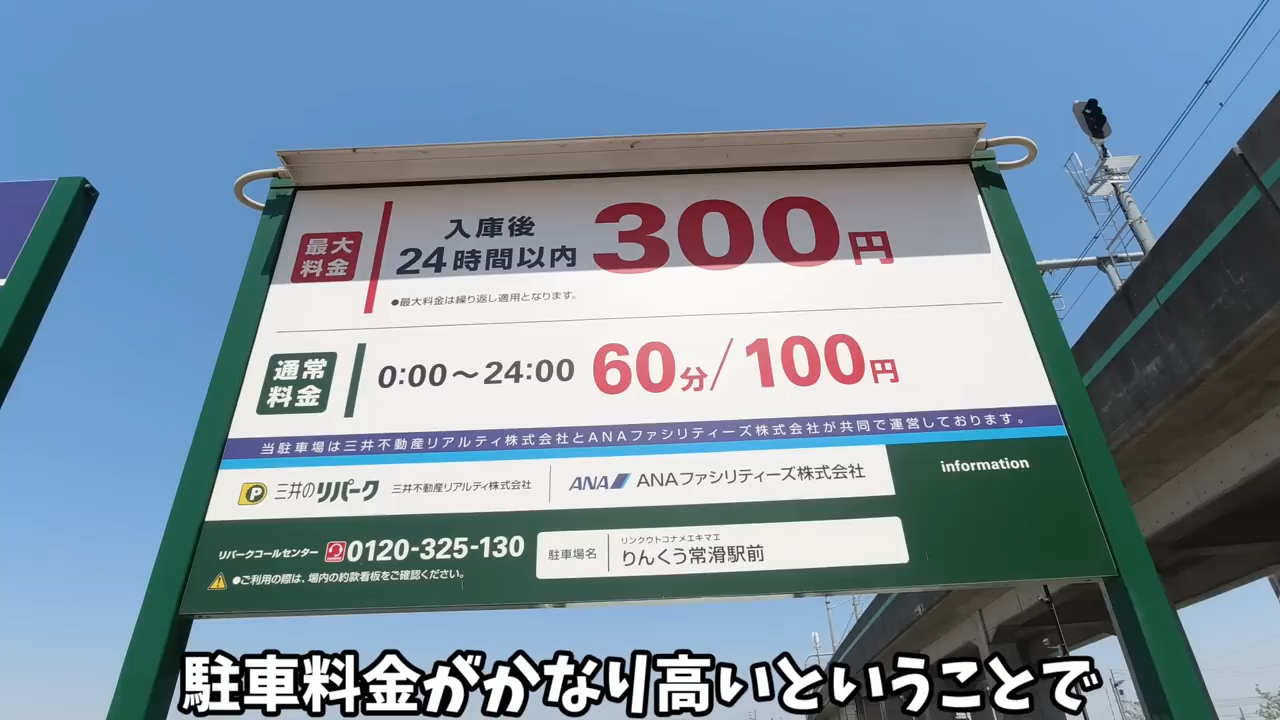 最大料金
入庫後
24時間以内 300円
●最大料金は繰り返し適用となります。
通常料金
0:00〜24:00 60分/100円
当駐車場は三井不動産リアルティ株式会社とANAファシリティーズ株式会社が共同で運営しております。
P 三井のリパーク 三井不動産リアルティ株式会社 ANA ANAファシリティーズ株式会社
information
リパークコールセンター 0120-325-130
●ご利用の際は、場内の約款看板をご確認ください。
駐車場名
リンクウトコナメエキマエ
りんくう常滑駅前
駐車料金がかなり高いということで